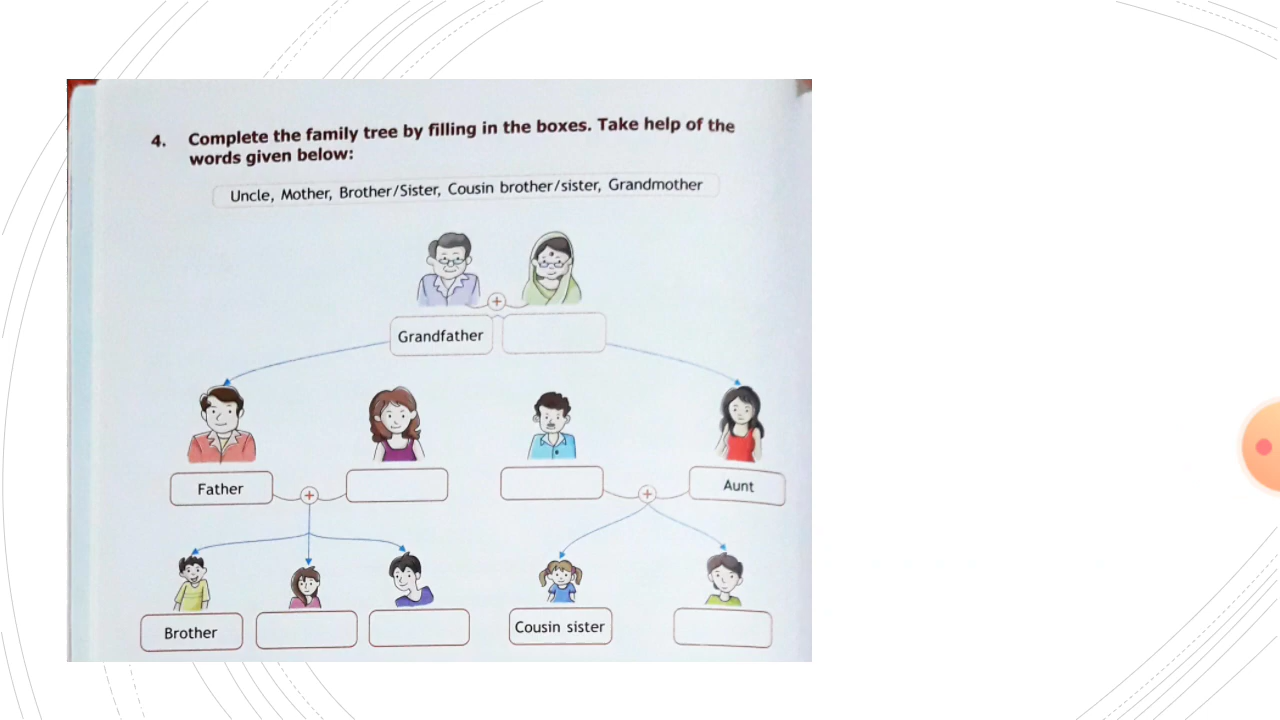 4. Complete the family tree by filling in the boxes. Take help of the
words given below:
Uncle, Mother, Brother/Sister, Cousin brother/sister, Grandmother
Grandfather
Father
Aunt
Brother
Cousin sister